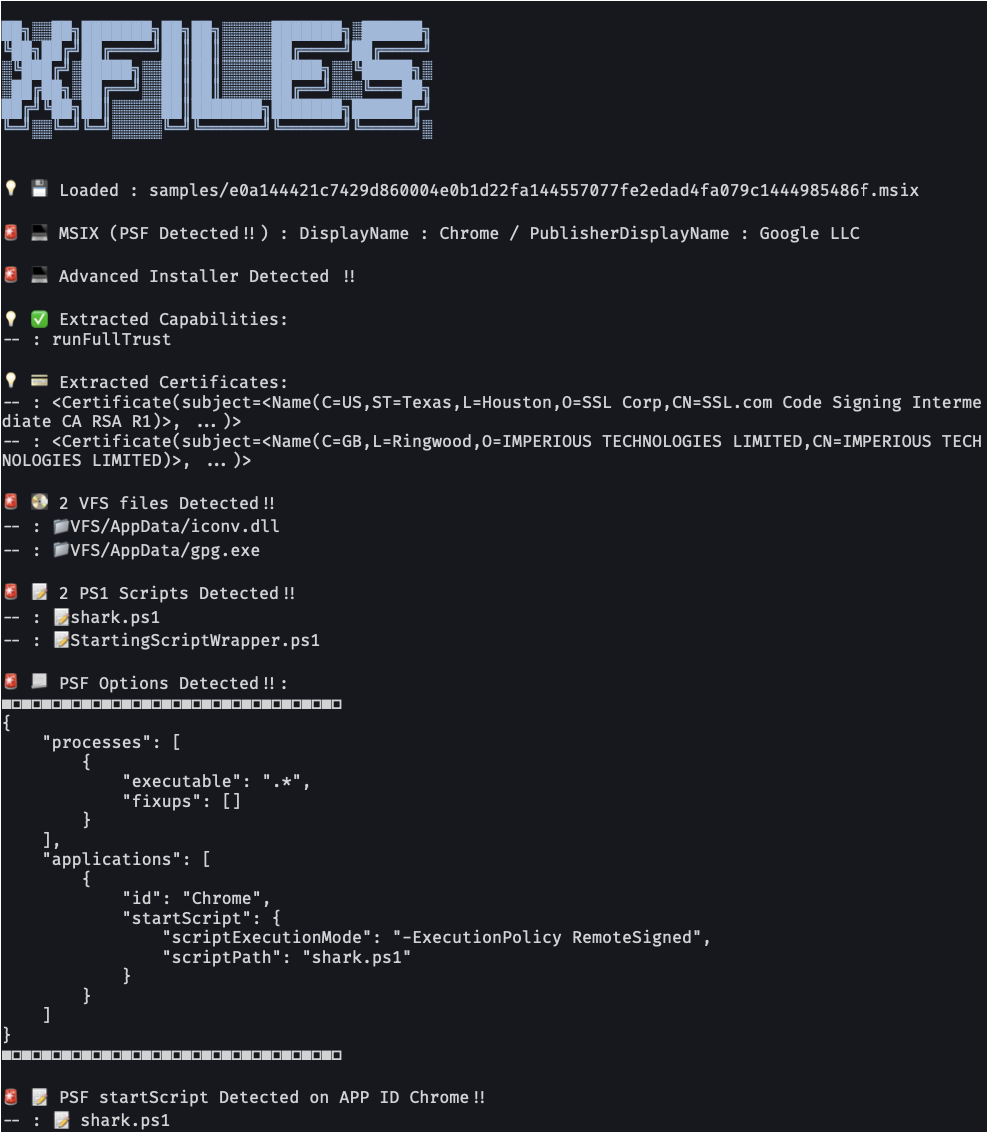 XFILES
💡 💾 Loaded : samples/e0a144421c7429d860004e0b1d22fa144557077fe2edad4fa079c1444985486f.msix
🚨 💻 MSIX (PSF Detected!!) : DisplayName : Chrome / PublisherDisplayName : Google LLC
🚨 💻 Advanced Installer Detected !!
💡 ✅ Extracted Capabilities:
-- : runFullTrust
💡 💳 Extracted Certificates:
-- : <Certificate(subject=<Name(C=US,ST=Texas,L=Houston,O=SSL Corp,CN=SSL.com Code Signing Interme
diate CA RSA R1)>, ...)>
-- : <Certificate(subject=<Name(C=GB,L=Ringwood,O=IMPERIOUS TECHNOLOGIES LIMITED,CN=IMPERIOUS TECH
NOLOGIES LIMITED)>, ...)>
🚨 📀 2 VFS files Detected!!
-- : 📁VFS/AppData/iconv.dll
-- : 📁VFS/AppData/gpg.exe
🚨 📝 2 PS1 Scripts Detected!!
-- : 📝shark.ps1
-- : 📝StartingScriptWrapper.ps1
🚨 📃 PSF Options Detected!!:
{
    "processes": [
        {
            "executable": ".*",
            "fixups": []
        }
    ],
    "applications": [
        {
            "id": "Chrome",
            "startScript": {
                "scriptExecutionMode": "-ExecutionPolicy RemoteSigned",
                "scriptPath": "shark.ps1"
            }
        }
    ]
}
🚨 📝 PSF startScript Detected on APP ID Chrome!!
-- : 📝 shark.ps1